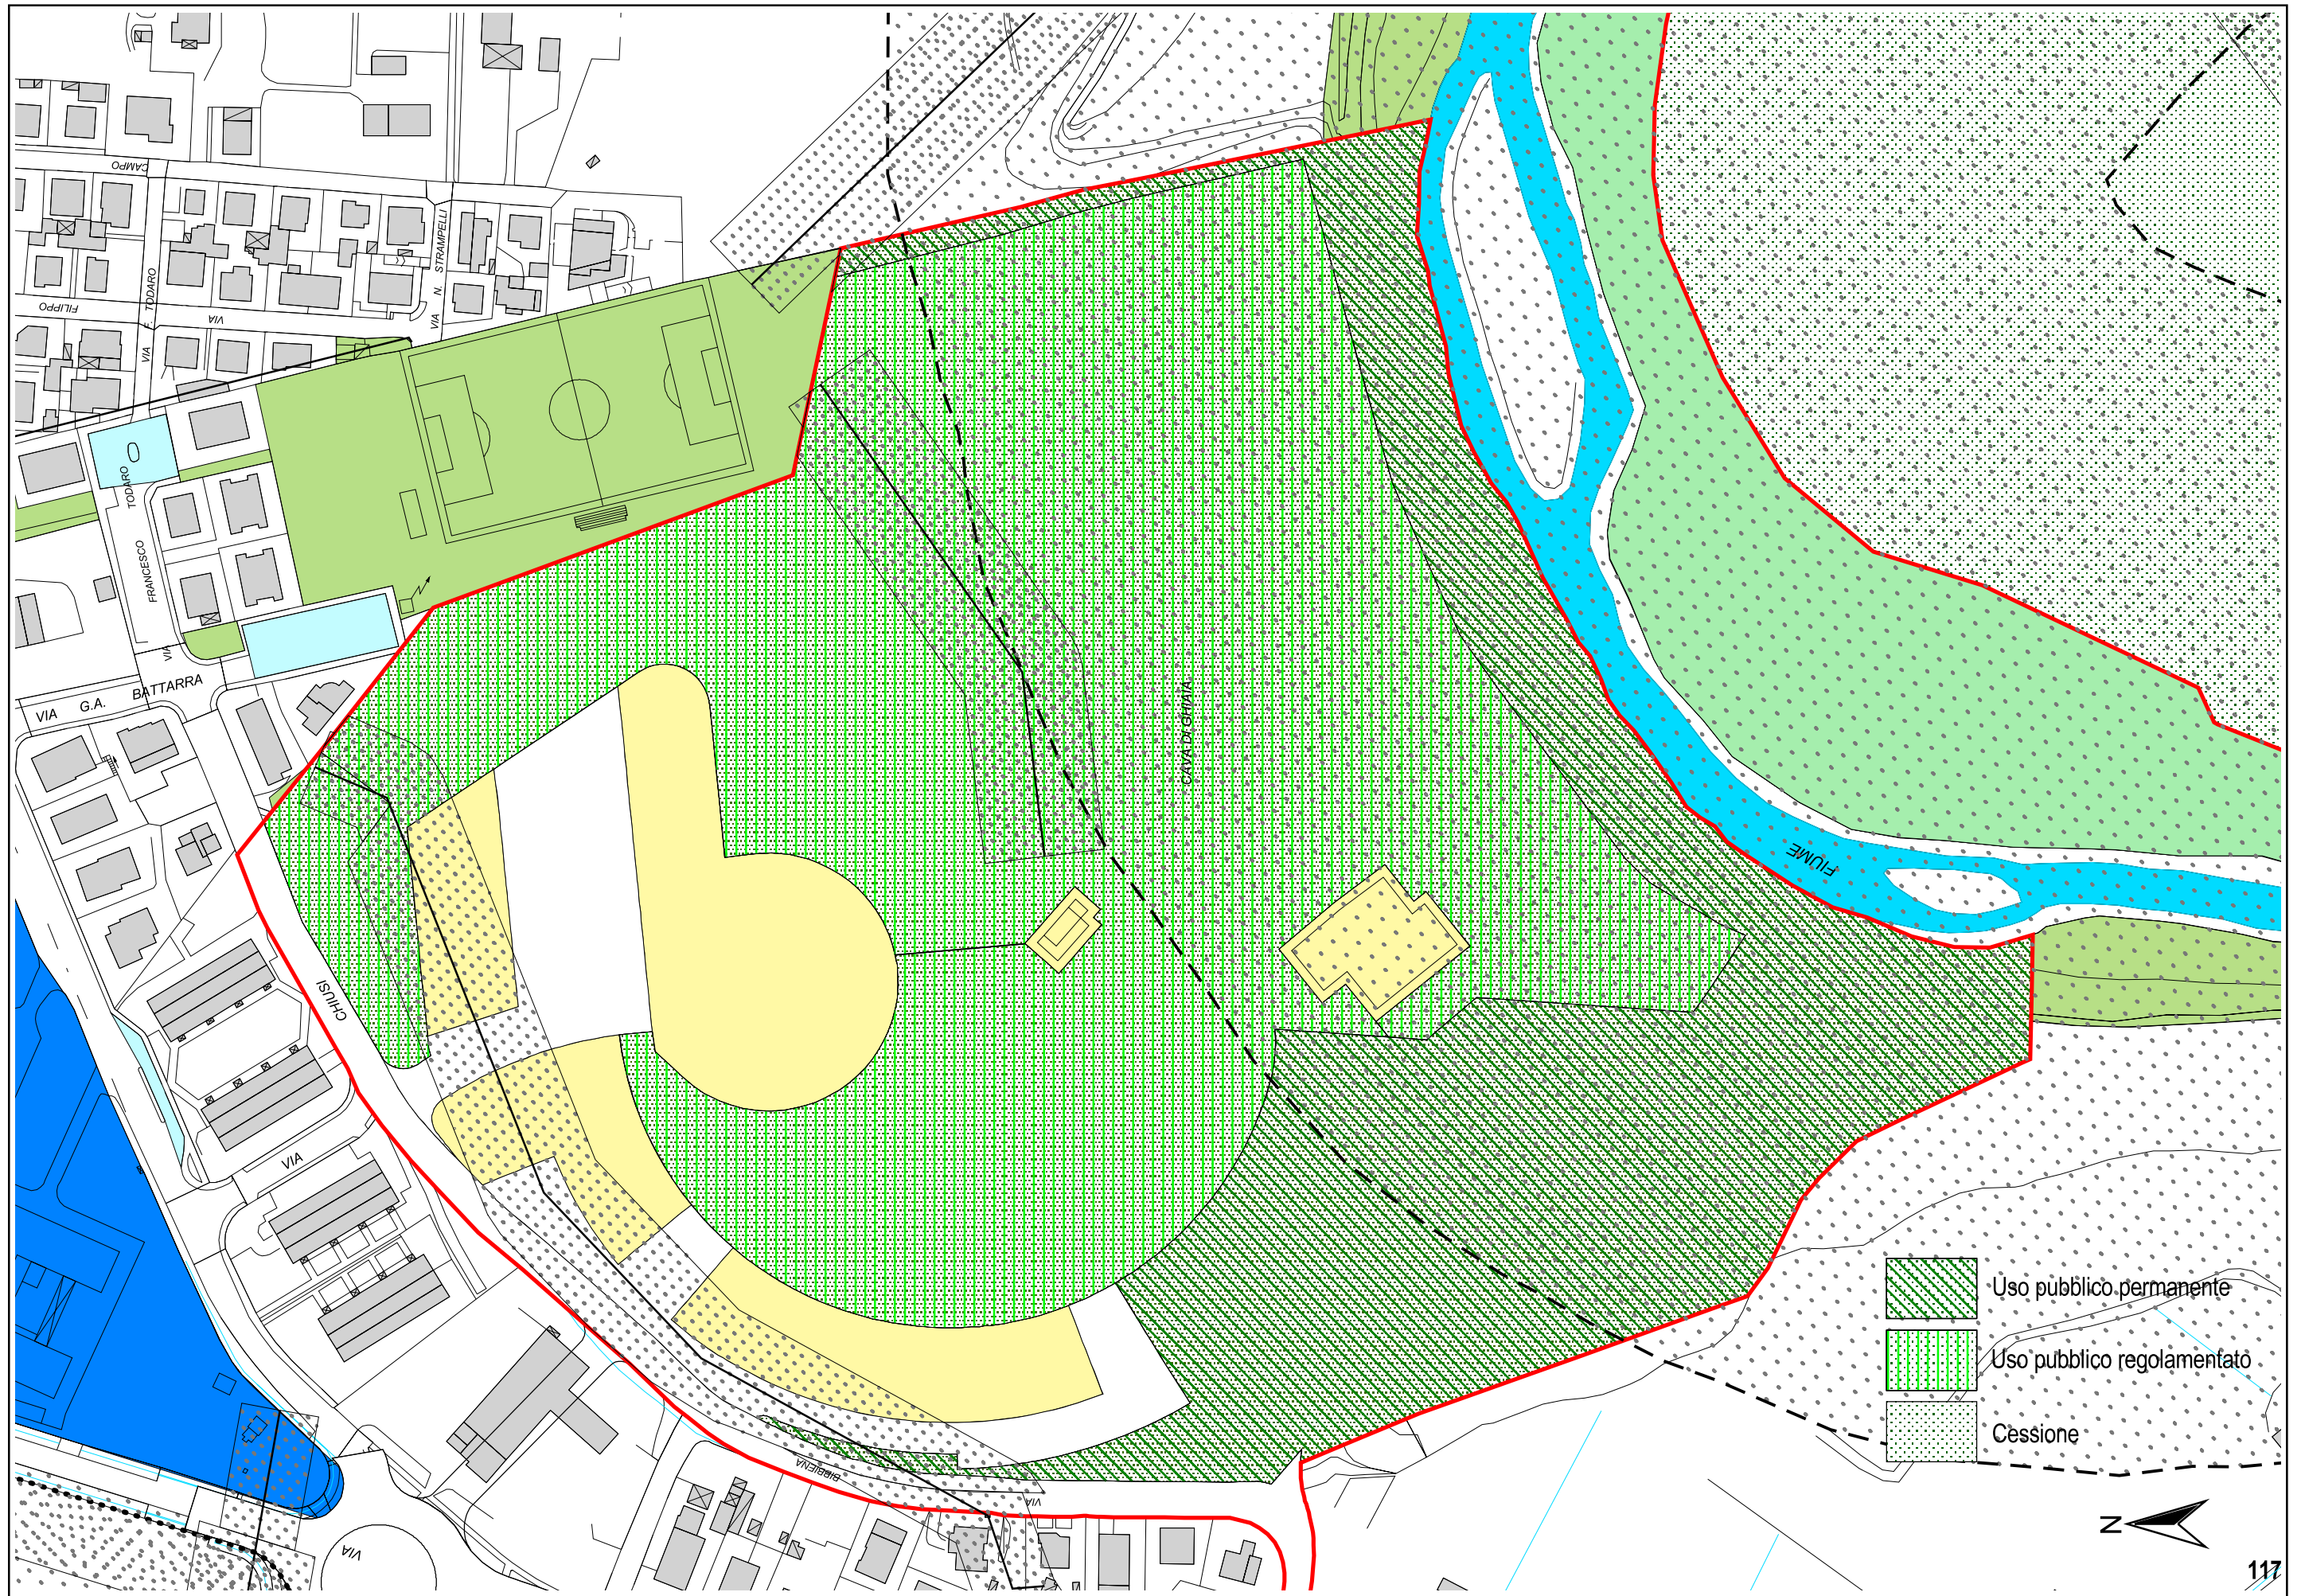 CAMPO
VIA N. STRAMPELLI
VIA F. TODARO
FILIPPO
VIA
TODARO
FRANCESCO
VIA
VIA G.A. BATTARRA
CAVA DI GHIAIA
FIUME
CHIUSI
VIA
BIBBIENA
VIA
VIA
Uso pubblico permanente
Uso pubblico regolamentato
Cessione
N
117